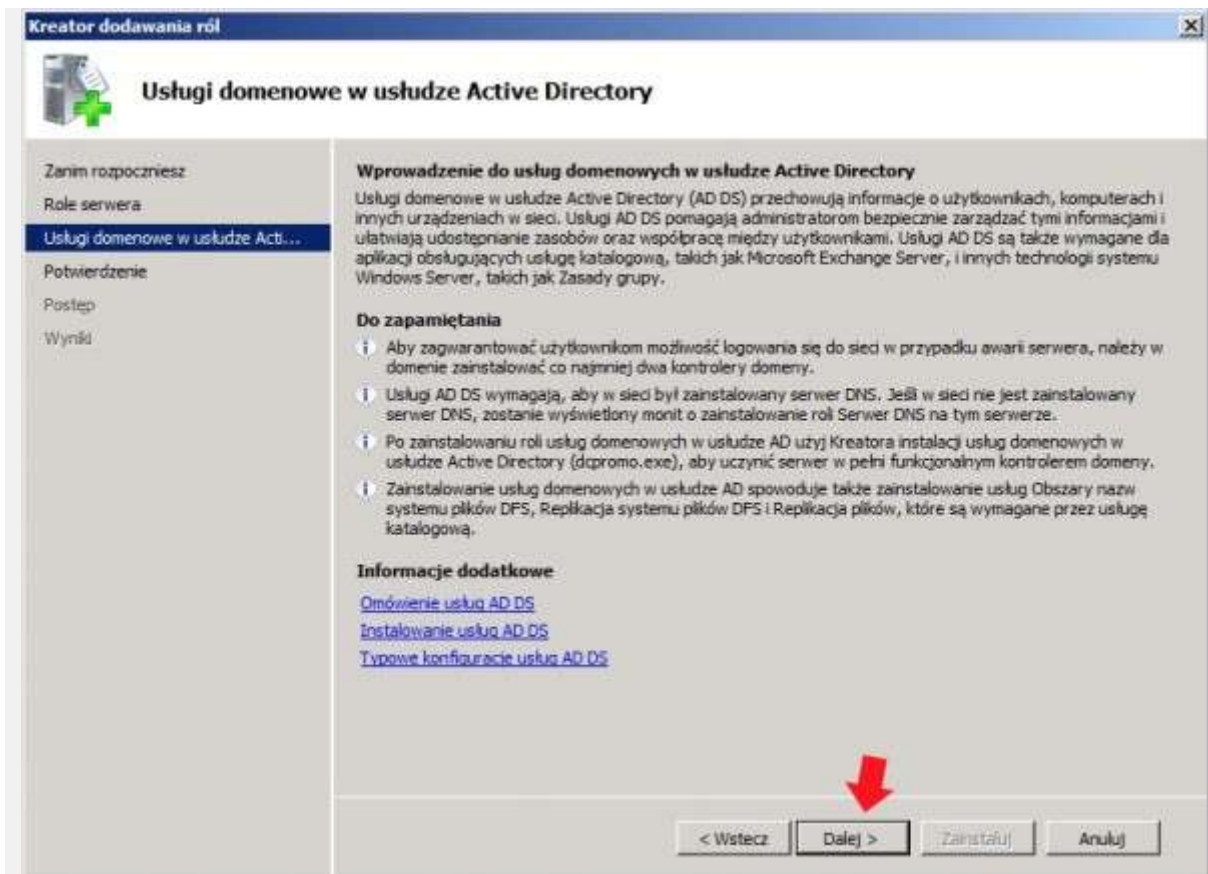 Kreator dodawania ról
Usługi domenowe w usłudze Active Directory
Zanim rozpoczniesz
Role serwera
Usługi domenowe w usłudze Acti...
Potwierdzenie
Postęp
Wyniki
Wprowadzenie do usług domenowych w usłudze Active Directory
Usługi domenowe w usłudze Active Directory (AD DS) przechowują informacje o użytkownikach, komputerach i
innych urządzeniach w sieci. Usługi AD DS pomagają administratorom bezpiecznie zarządzać tymi informacjami i
ułatwiają udostępnianie zasobów oraz współpracę między użytkownikami. Usługi AD DS są także wymagane dla
aplikacji obsługujących usługę katalogową, takich jak Microsoft Exchange Server, i innych technologii systemu
Windows Server, takich jak Zasady grupy.
Do zapamiętania
Aby zagwarantować użytkownikom możliwość logowania się do sieci w przypadku awarii serwera, należy w
domenie zainstalować co najmniej dwa kontrolery domeny.
Usługi AD DS wymagają, aby w sieci był zainstalowany serwer DNS. Jeśli w sieci nie jest zainstalowany
serwer DNS, zostanie wyświetlony monit o zainstalowanie roli Serwer DNS na tym serwerze.
Po zainstalowaniu roli usług domenowych w usłudze AD użyj Kreatora instalacji usług domenowych w
usłudze Active Directory (dcpromo.exe), aby uczynić serwer w pełni funkcjonalnym kontrolerem domeny.
Zainstalowanie usług domenowych w usłudze AD spowoduje także zainstalowanie usług Obszary nazw
systemu plików DFS, Replikacja systemu plików DFS i Replikacja plików, które są wymagane przez usługę
katalogową.
Informacje dodatkowe
Omówienie usług AD DS
Instalowanie usług AD DS
Typowe konfiguracje usług AD DS
< Wstecz
Dalej >
Zainstaluj
Anuluj